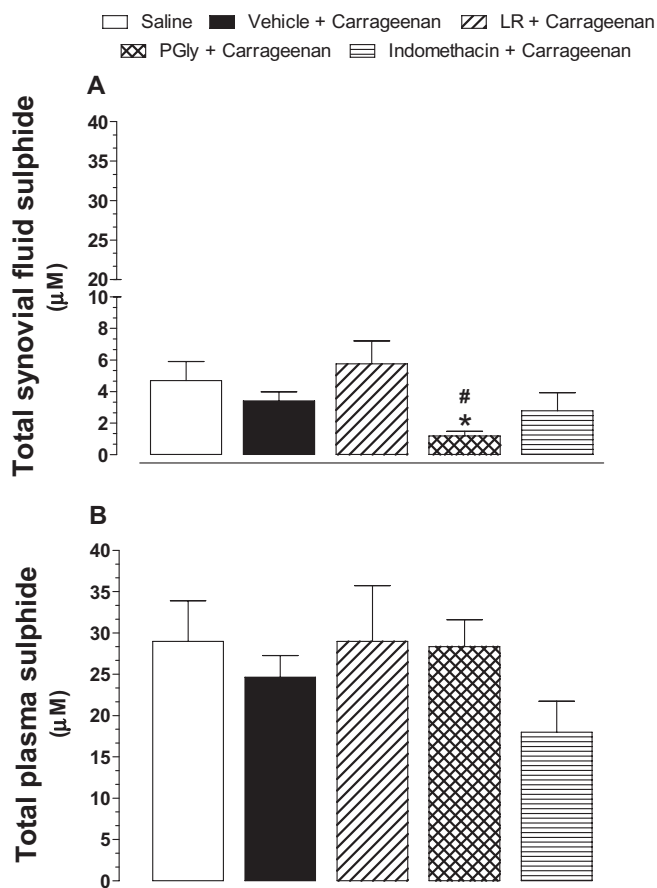 Saline Vehicle + Carrageenan LR + Carrageenan
PGly + Carrageenan Indomethacin + Carrageenan
A
Total synovial fluid sulphide
(µM)
40
35
30
25
20
10
8
6
4
2
0
#
*
B
Total plasma sulphide
(µM)
40
35
30
25
20
15
10
5
0